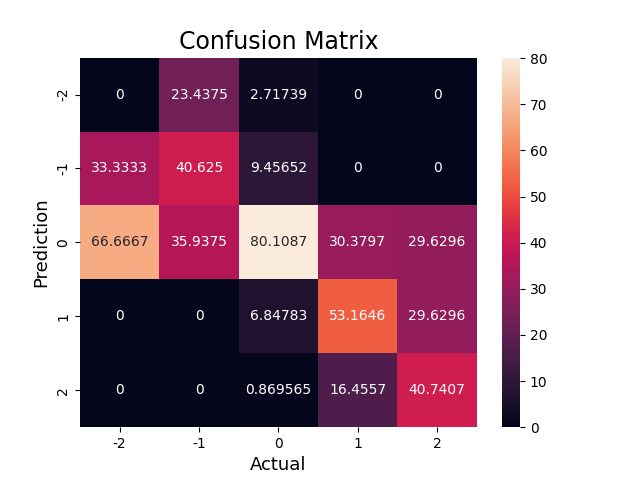 Confusion Matrix
Prediction
-2 0 23.4375 2.71739 0 0
-1 33.3333 40.625 9.45652 0 0
0 66.6667 35.9375 80.1087 30.3797 29.6296
1 0 0 6.84783 53.1646 29.6296
2 0 0 0.869565 16.4557 40.7407
-2 -1 0 1 2
Actual
80
70
60
50
40
30
20
10
0